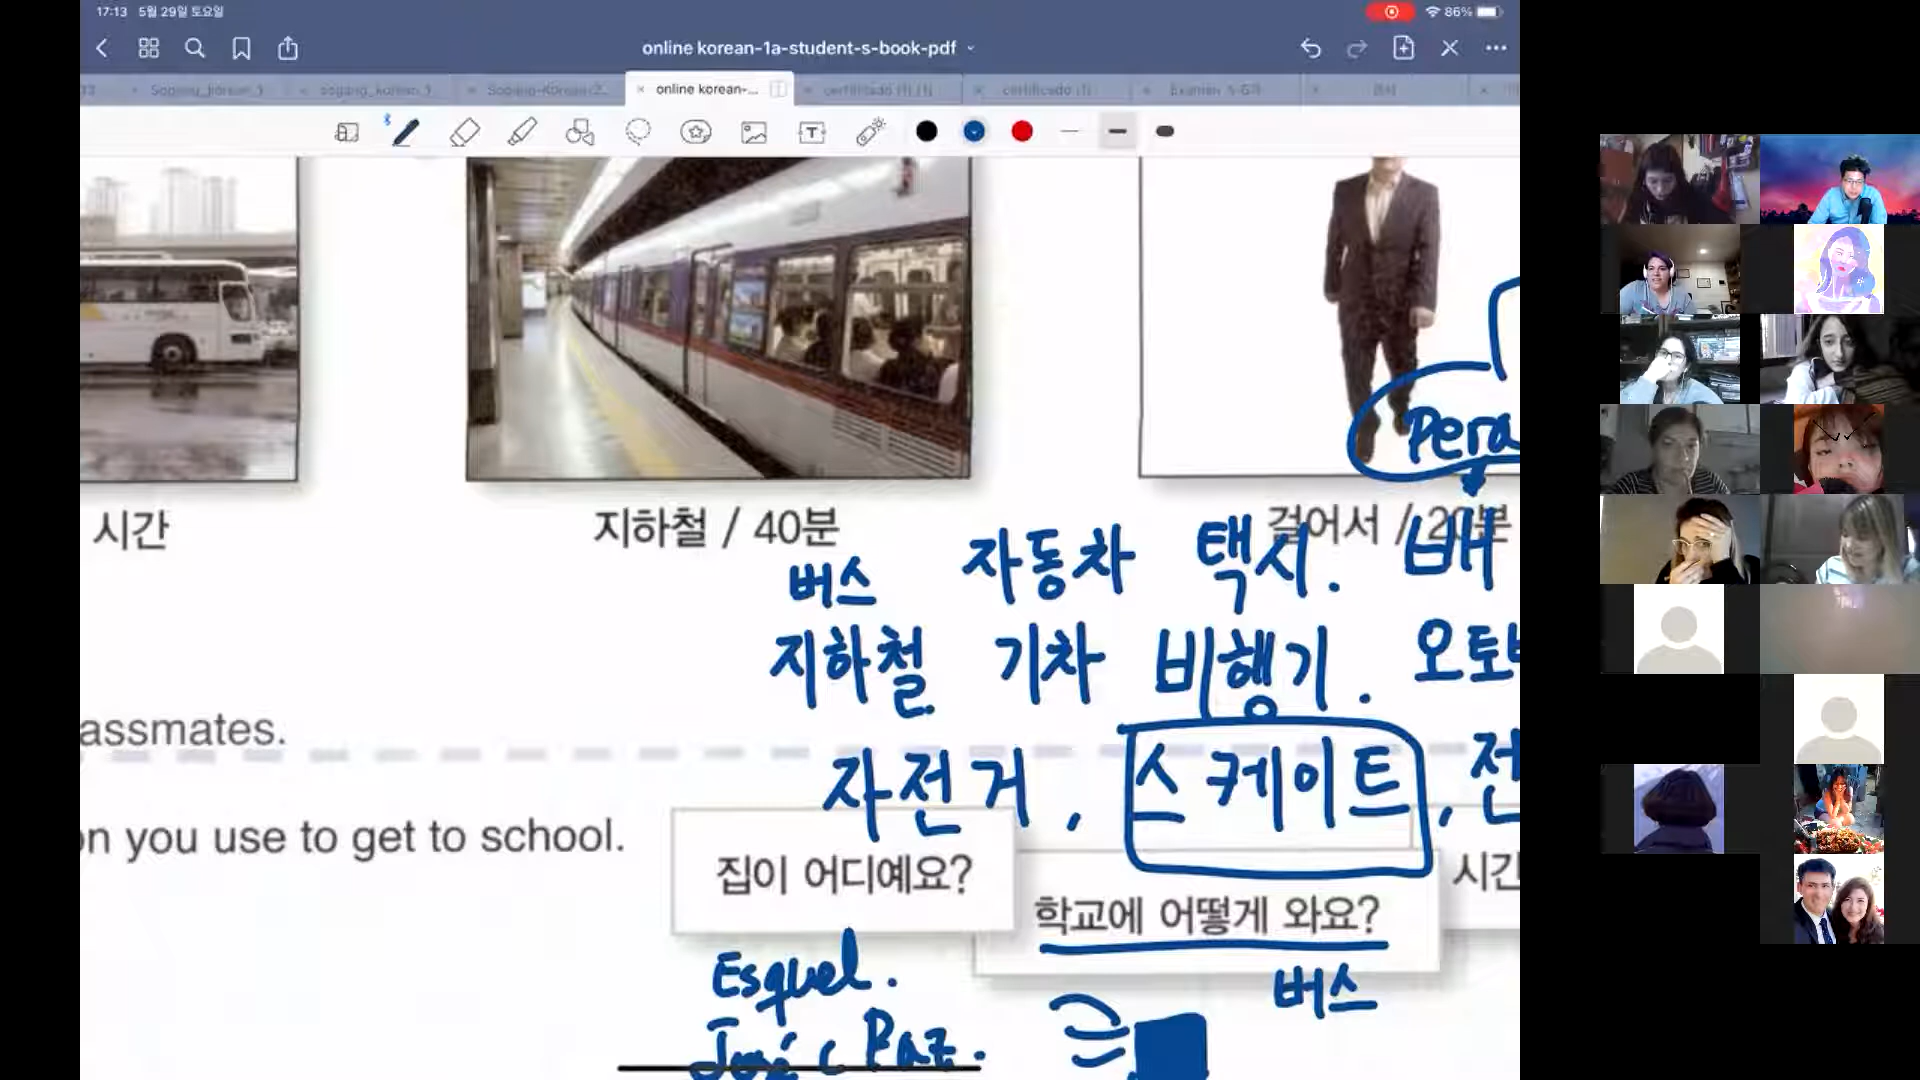 17:13 5월 29일 토요일
86%
online korean-1a-student-s-book-pdf
online korean-...
시간
지하철 / 40분
걸어서 / 20분
버스 자동차 택시. 배
지하철 기차 비행기.
자전거, 스케이트,
assmates.
on you use to get to school.
집이 어디예요?
학교에 어떻게 와요?
시간
Esquel.
버스